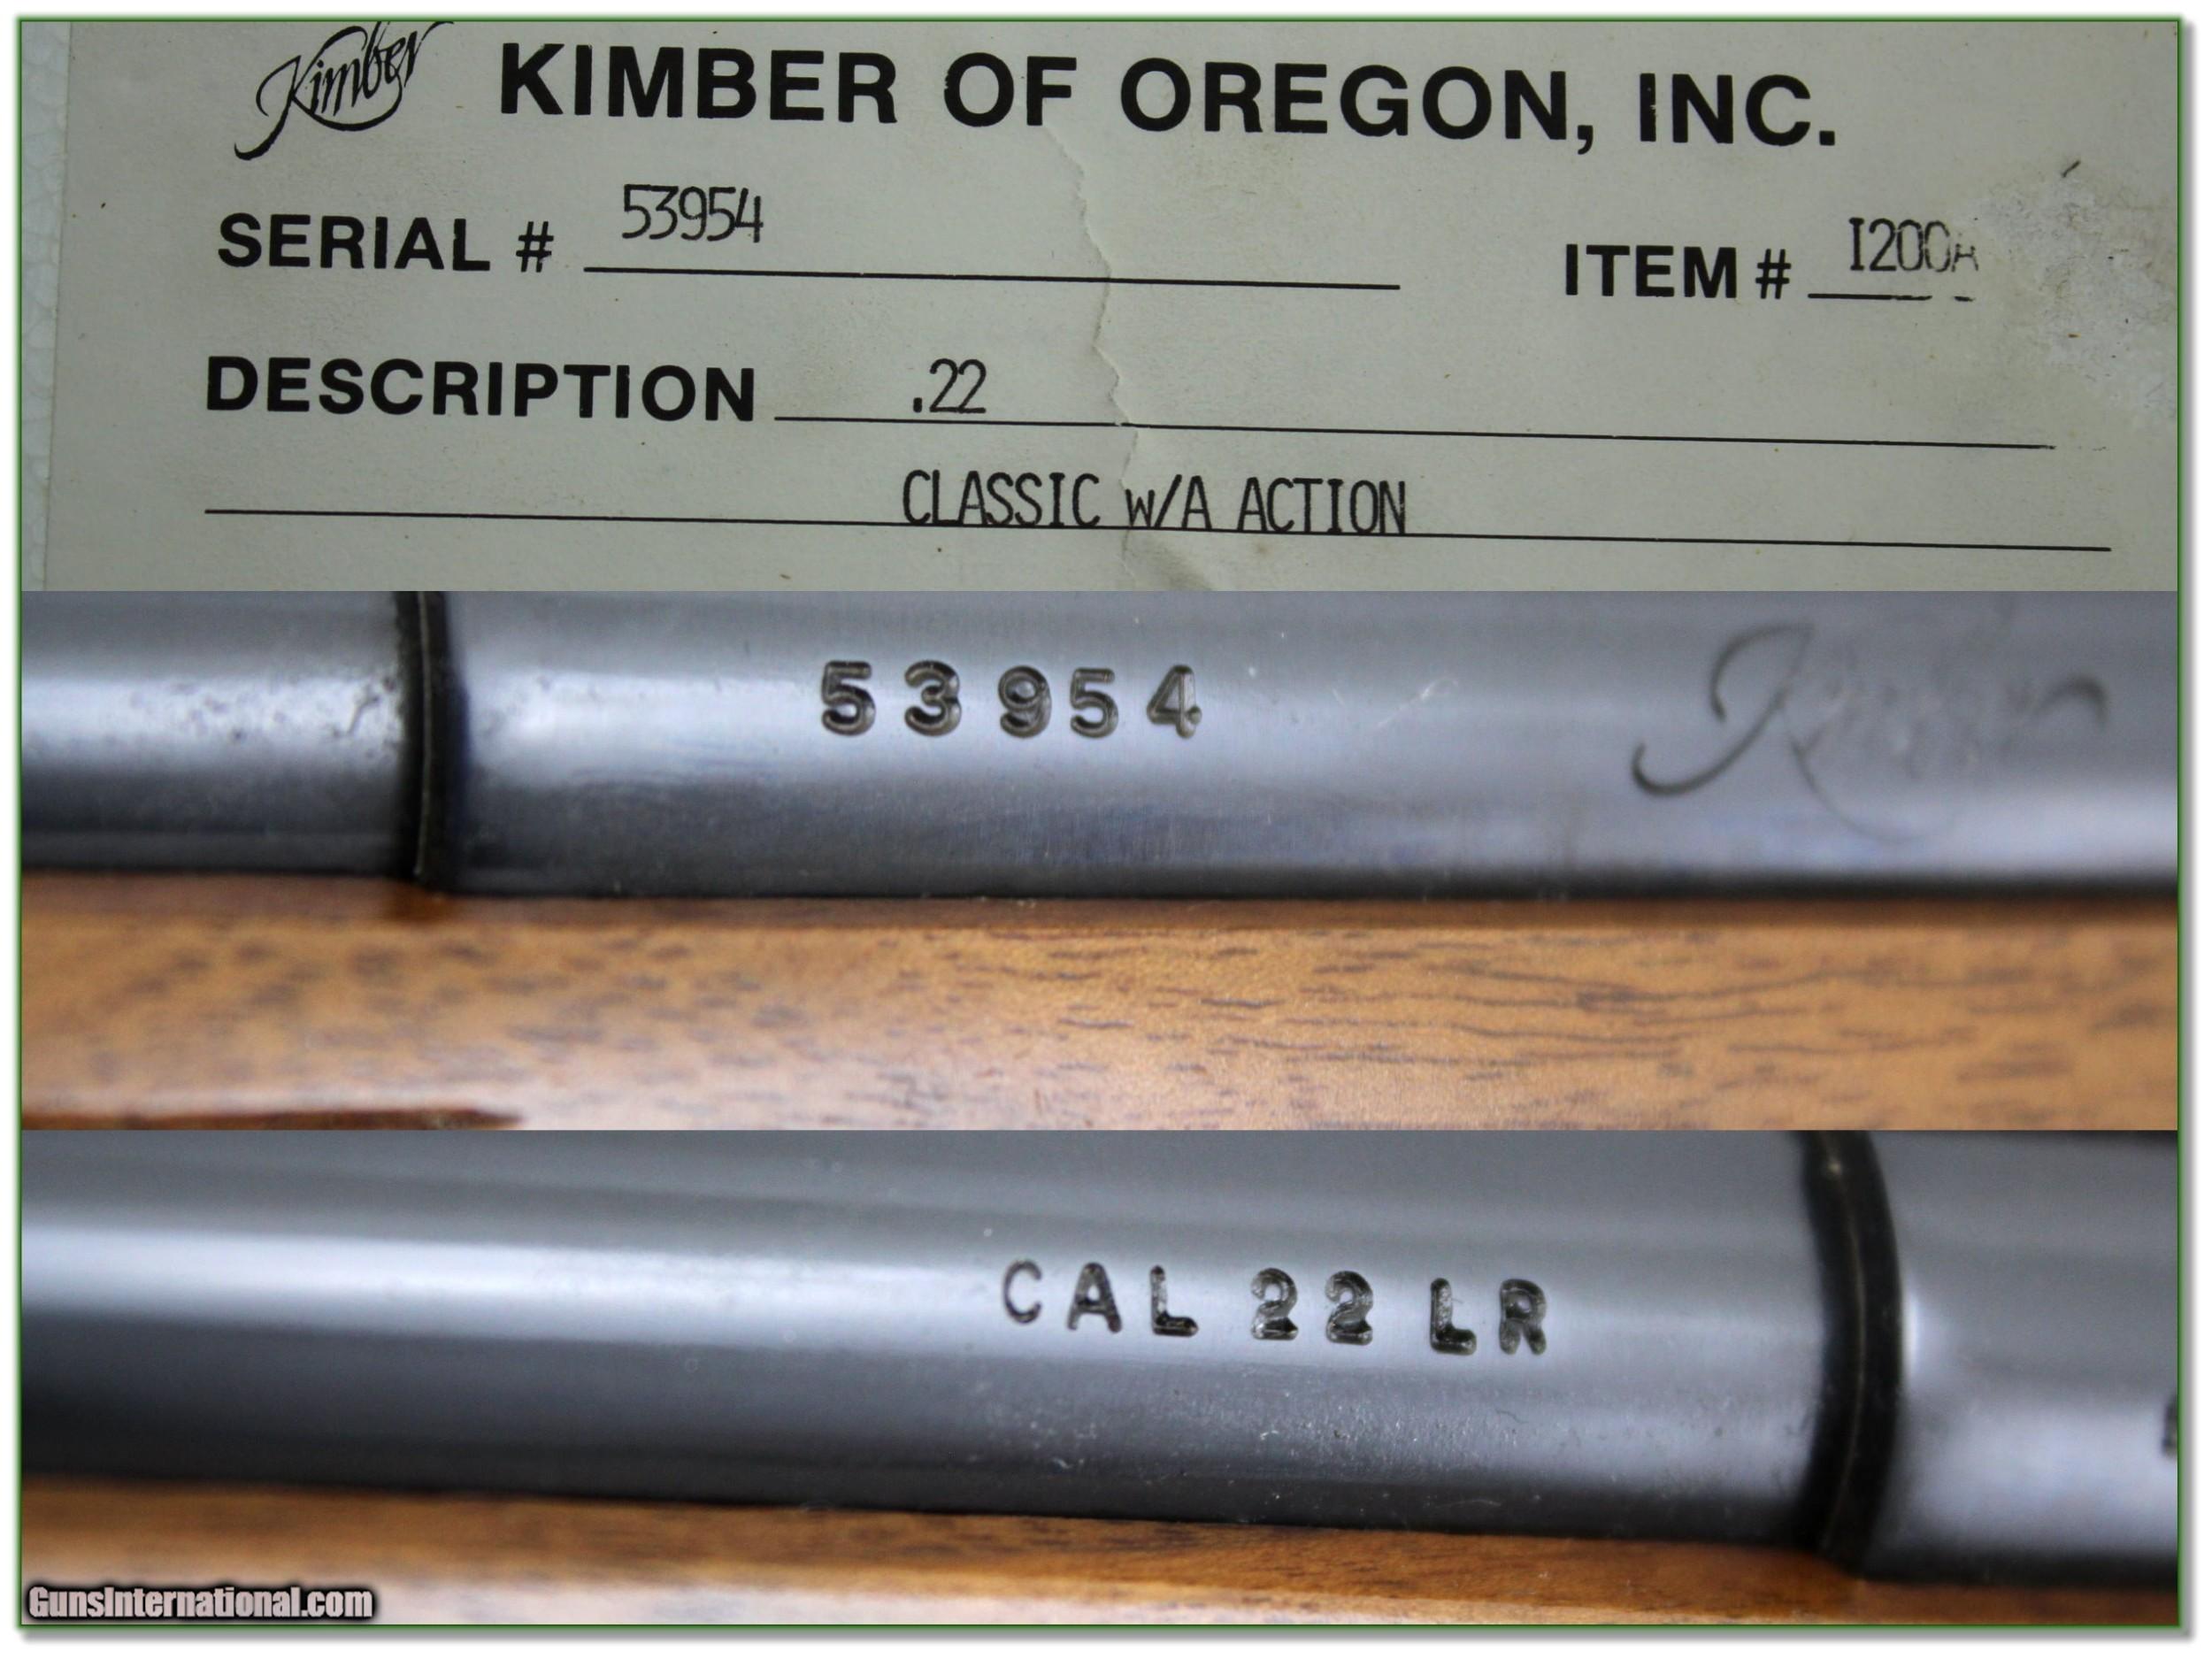 Kimber KIMBER OF OREGON, INC.
SERIAL # 53954 ITEM # I200A
DESCRIPTION .22
CLASSIC w/A ACTION
53954 Kimber
CAL 22 LR
GunsInternational.com